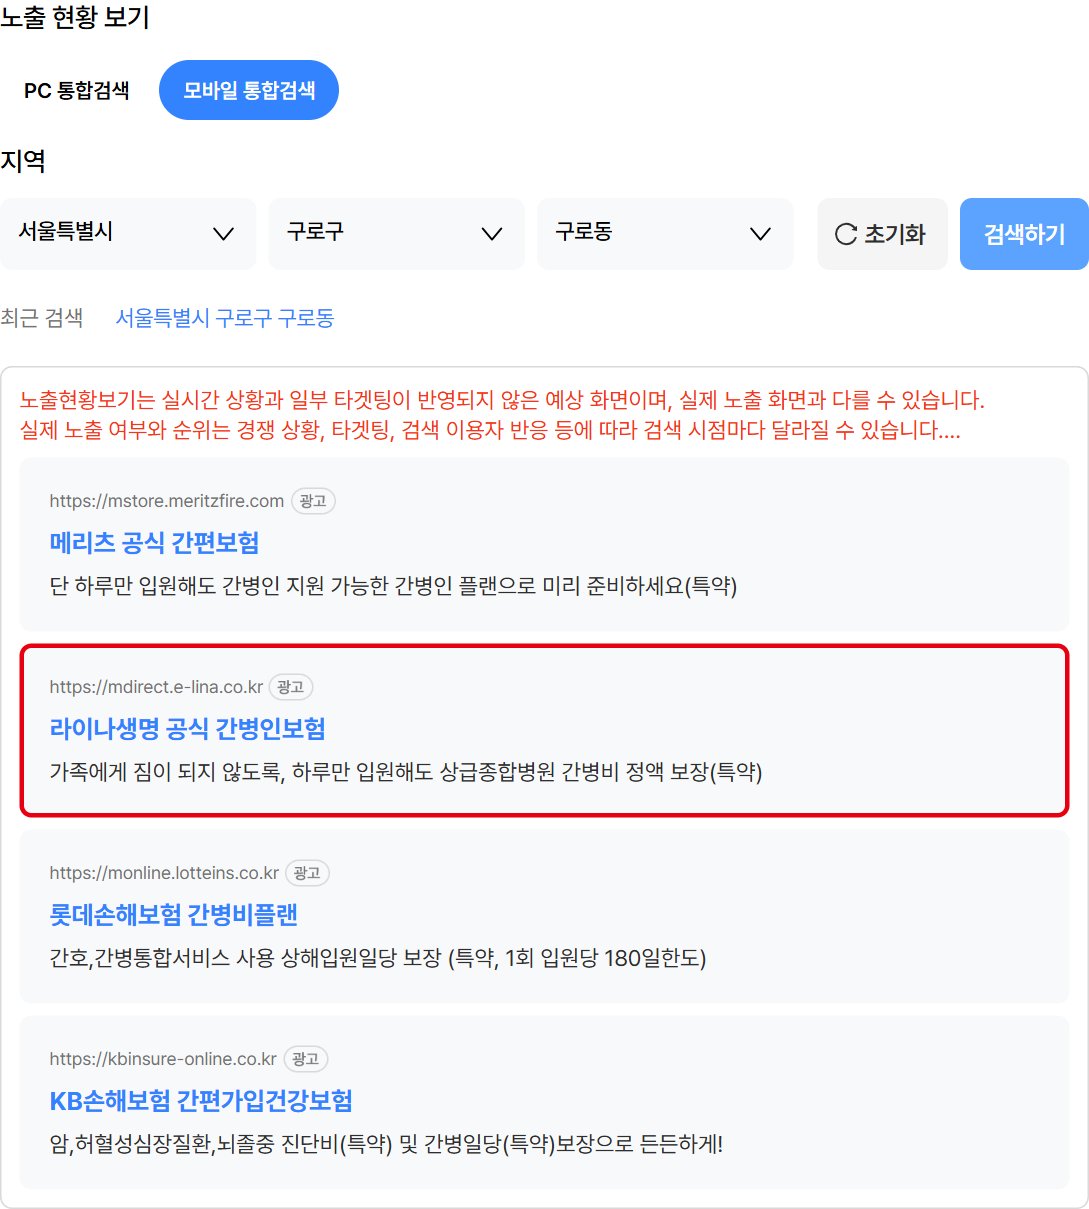 노출 현황 보기
PC 통합검색 모바일 통합검색
지역
서울특별시 구로구 구로동 초기화 검색하기
최근 검색 서울특별시 구로구 구로동
노출현황보기는 실시간 상황과 일부 타겟팅이 반영되지 않은 예상 화면이며, 실제 노출 화면과 다를 수 있습니다.
실제 노출 여부와 순위는 경쟁 상황, 타겟팅, 검색 이용자 반응 등에 따라 검색 시점마다 달라질 수 있습니다....
https://mstore.meritzfire.com 광고
메리츠 공식 간편보험
단 하루만 입원해도 간병인 지원 가능한 간병인 플랜으로 미리 준비하세요(특약)
https://mdirect.e-lina.co.kr 광고
라이나생명 공식 간병인보험
가족에게 짐이 되지 않도록, 하루만 입원해도 상급종합병원 간병비 정액 보장(특약)
https://monline.lotteins.co.kr 광고
롯데손해보험 간병비플랜
간호,간병통합서비스 사용 상해입원일당 보장 (특약, 1회 입원당 180일한도)
https://kbinsure-online.co.kr 광고
KB손해보험 간편가입건강보험
암,허혈성심장질환,뇌졸중 진단비(특약) 및 간병일당(특약)보장으로 든든하게!